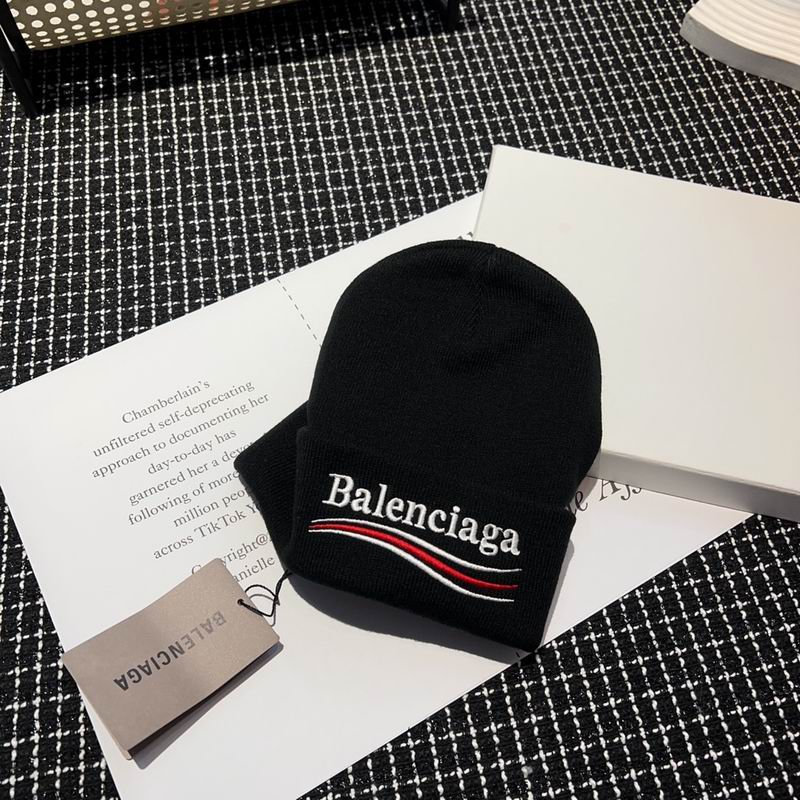 Chamberlain's
unfiltered self-deprecating
approach to documenting her
day-to-day has
garnered her a
following of more
million
across TikTok
Balenciaga
BALENCIAGA